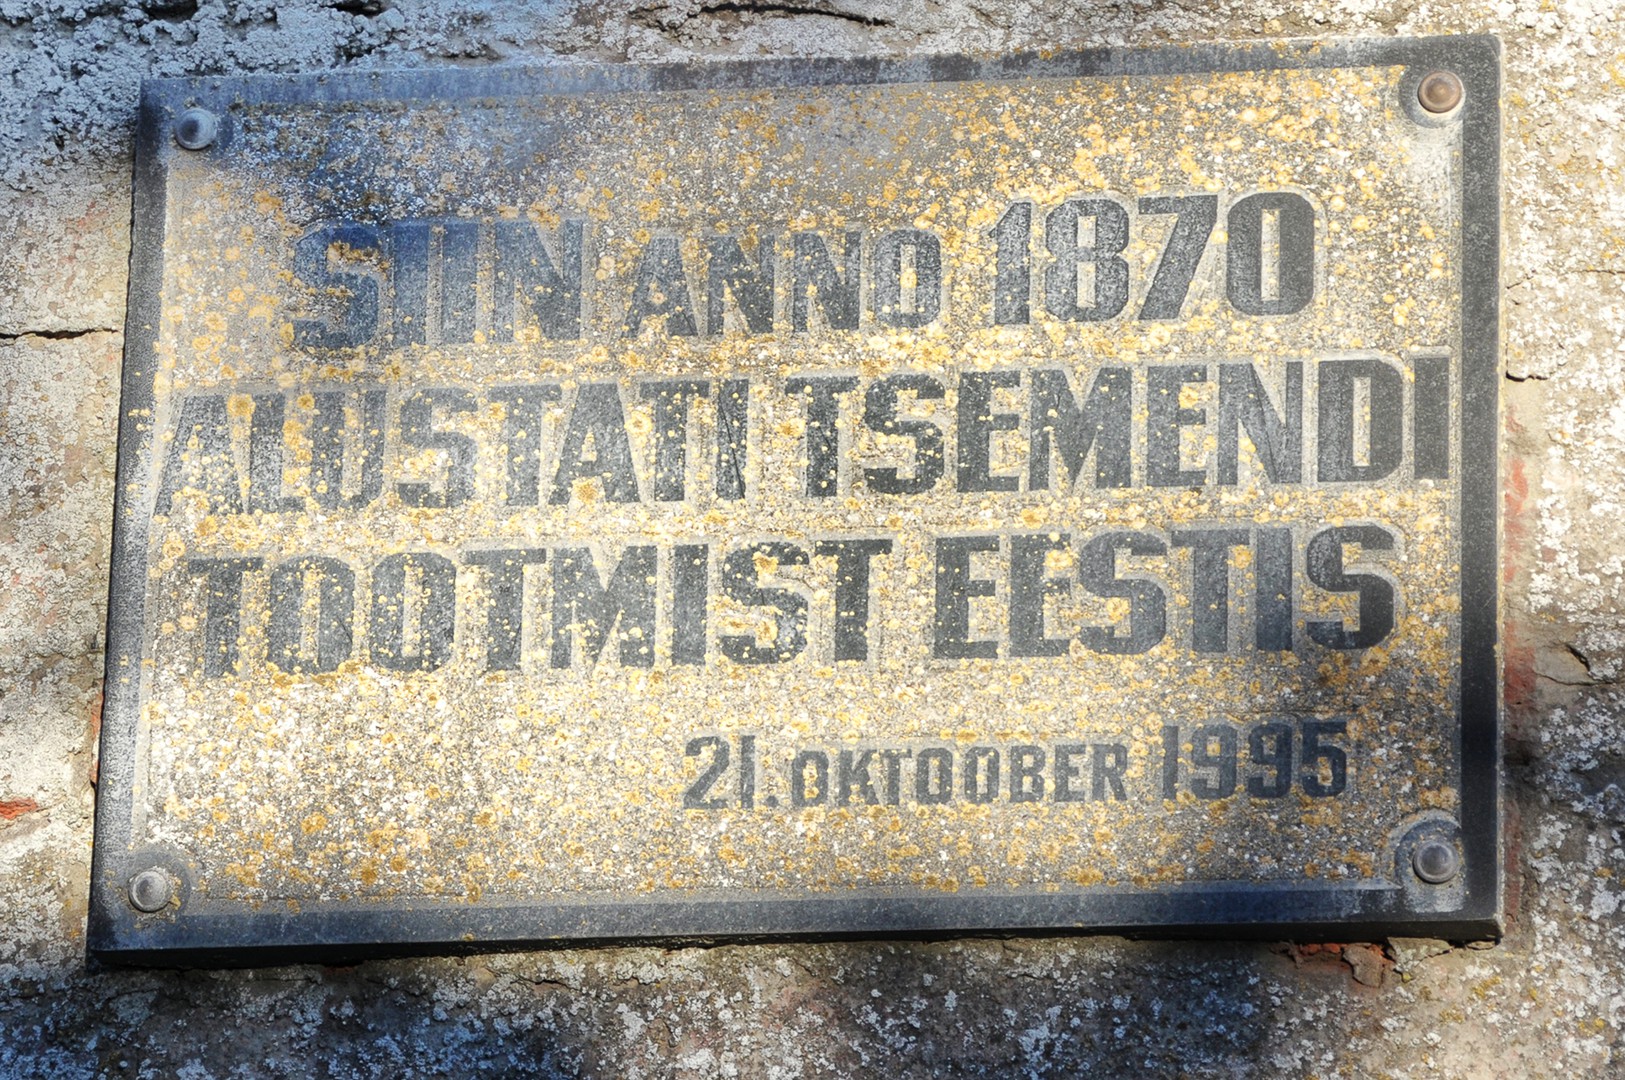 SIIN ANNO 1870
ALUSTATI TSEMENDI
TOOTMIST EESTIS
21. OKTOOBER 1995